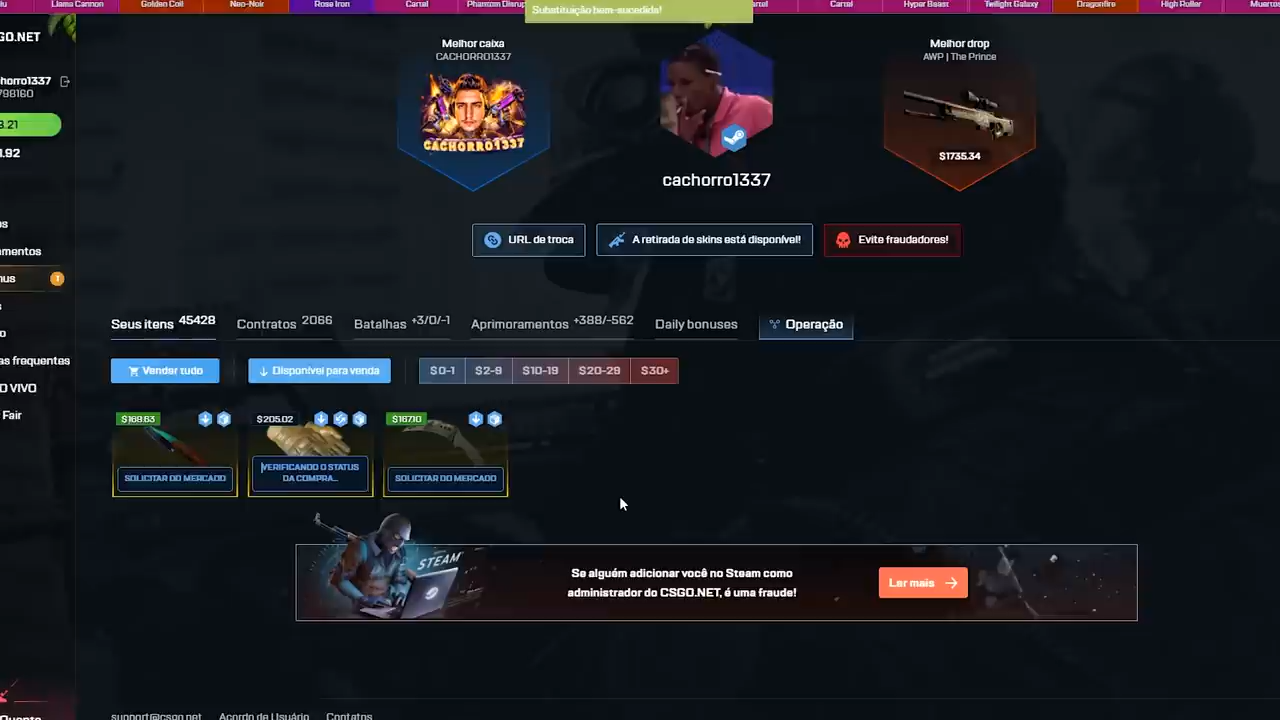 Llama Cannon
Golden Coil
Neo-Noir
Rose Iron
Cartel
Phantom Disrup
Cartel
Hyper Beast
Twilight Galaxy
Dragonfire
High Roller
Substituição bem-sucedida!
GO.NET
horro1337
798160
3.21
1.92
Melhor caixa
CACHORRO1337
CACHORRO1337
cachorro1337
Melhor drop
AWP | The Prince
$1735.34
URL de troca
A retirada de skins está disponível!
Evite fraudadores!
amentos
nus
1
as frequentes
O VIVO
Fair
Seus itens 45428
Contratos 2066
Batalhas +3/0/-1
Aprimoramentos +388/-562
Daily bonuses
Operação
Vender tudo
Disponível para venda
$0-1
$2-9
$10-19
$20-29
$30+
$168.63
$205.02
$167.10
SOLICITAR DO MERCADO
VERIFICANDO O STATUS
DA COMPRA...
SOLICITAR DO MERCADO
STEAM
Se alguém adicionar você no Steam como
administrador do CSGO.NET, é uma fraude!
Ler mais
support@csgo.net
Acordo de Usuário
Contatos